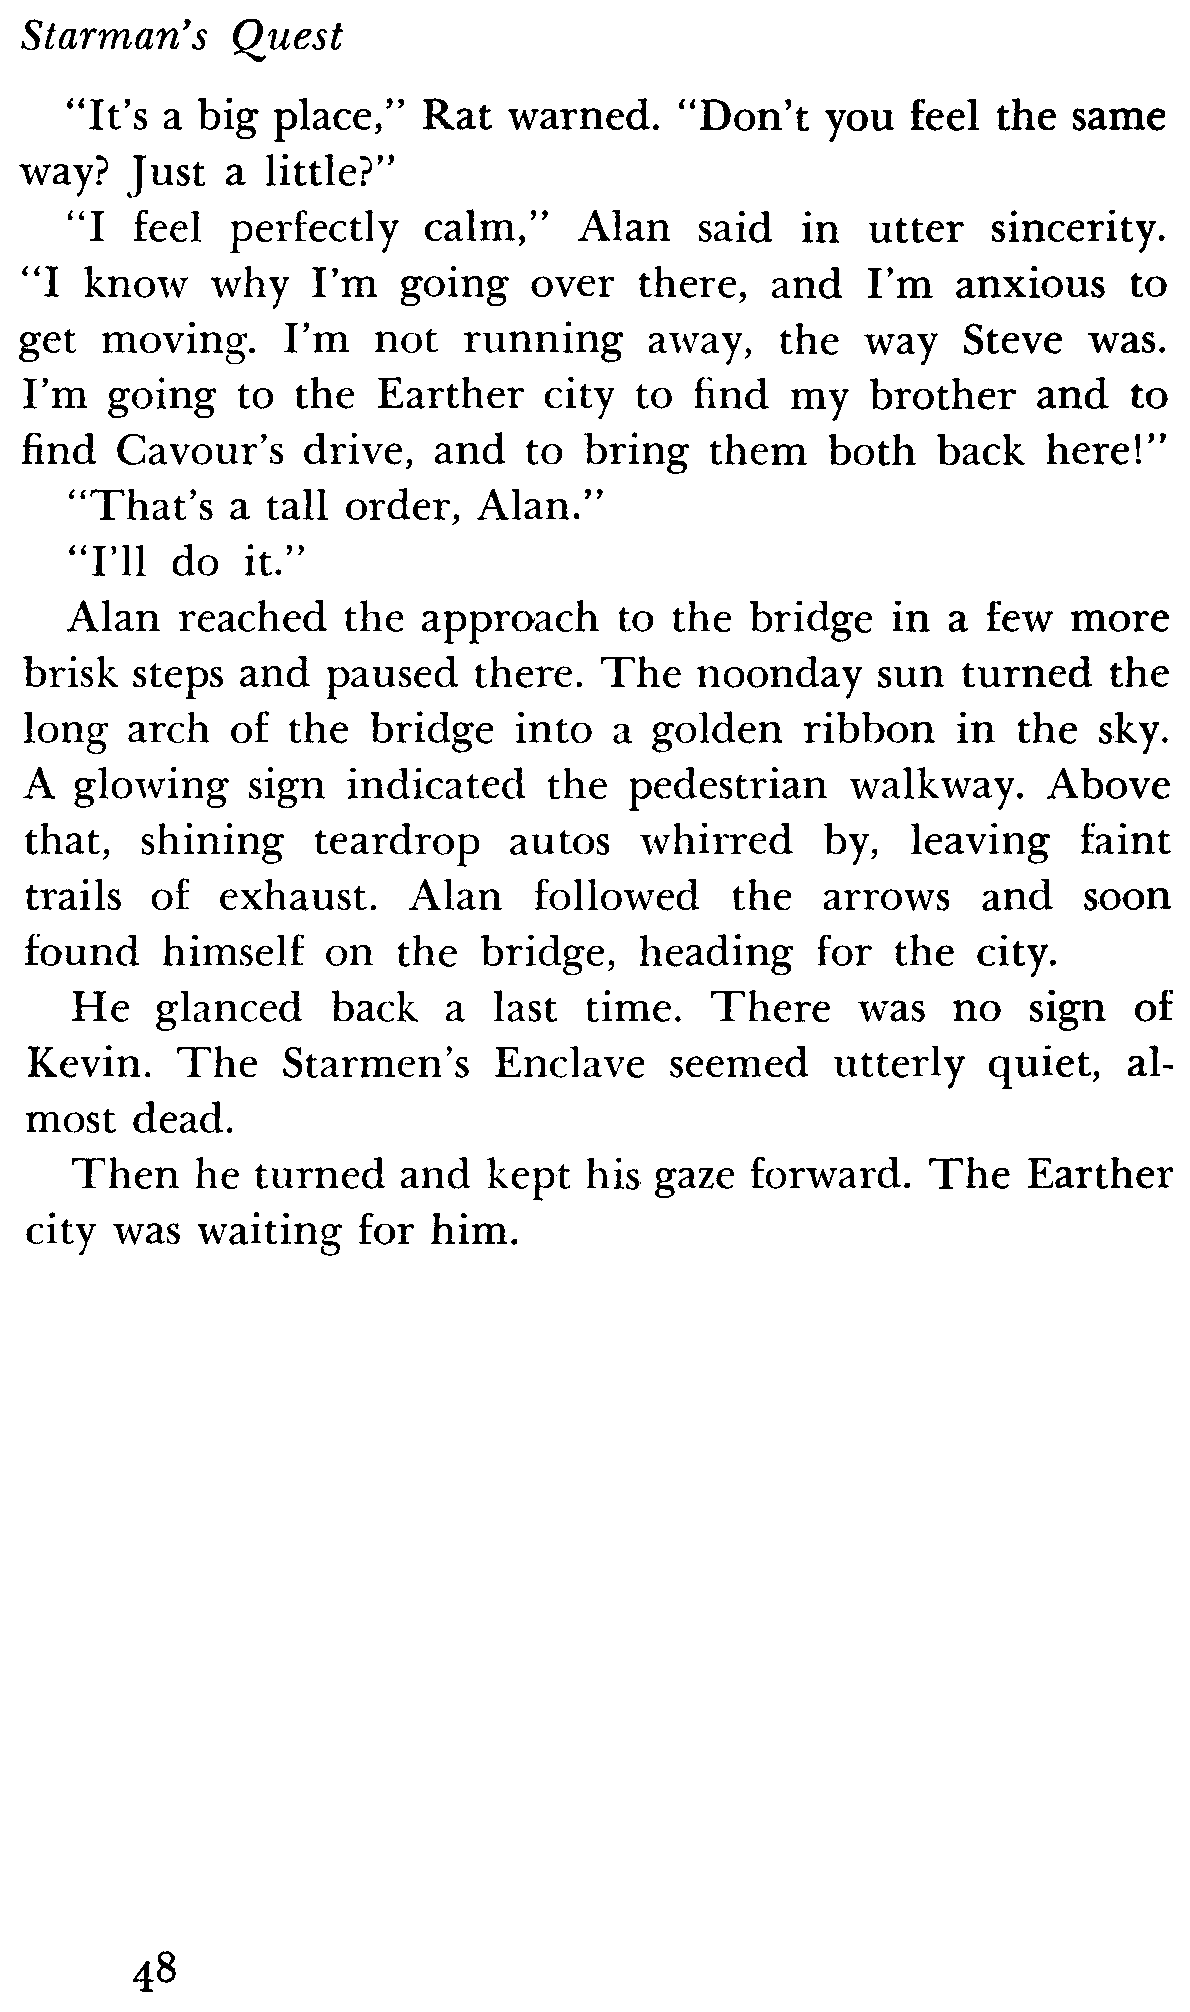 Starman's Quest
“It's a big place,” Rat warned. “Don't you feel the same
way? Just a little?”
“I feel perfectly calm,” Alan said in utter sincerity.
“I know why I'm going over there, and I'm anxious to
get moving. I'm not running away, the way Steve was.
I'm going to the Earther city to find my brother and to
find Cavour's drive, and to bring them both back here!”
“That's a tall order, Alan.”
“I'll do it.”
Alan reached the approach to the bridge in a few more
brisk steps and paused there. The noonday sun turned the
long arch of the bridge into a golden ribbon in the sky.
A glowing sign indicated the pedestrian walkway. Above
that, shining teardrop autos whirred by, leaving faint
trails of exhaust. Alan followed the arrows and soon
found himself on the bridge, heading for the city.
He glanced back a last time. There was no sign of
Kevin. The Starmen's Enclave seemed utterly quiet, al-
most dead.
Then he turned and kept his gaze forward. The Earther
city was waiting for him.
48